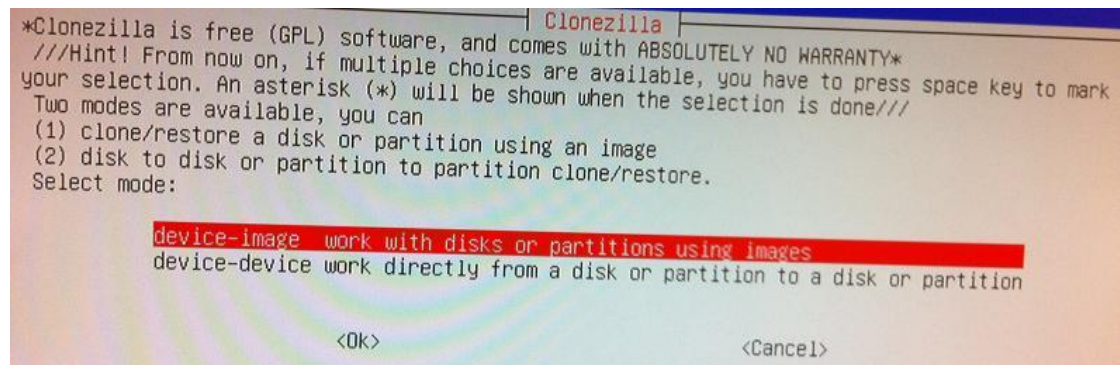 Clonezilla
*Clonezilla is free (GPL) software, and comes with ABSOLUTELY NO WARRANTY*
///Hint! From now on, if multiple choices are available, you have to press space key to mark
your selection. An asterisk (*) will be shown when the selection is done///
Two modes are available, you can
(1) clone/restore a disk or partition using an image
(2) disk to disk or partition to partition clone/restore.
Select mode:
device-image work with disks or partitions using images
device-device work directly from a disk or partition to a disk or partition
<Ok> <Cancel>